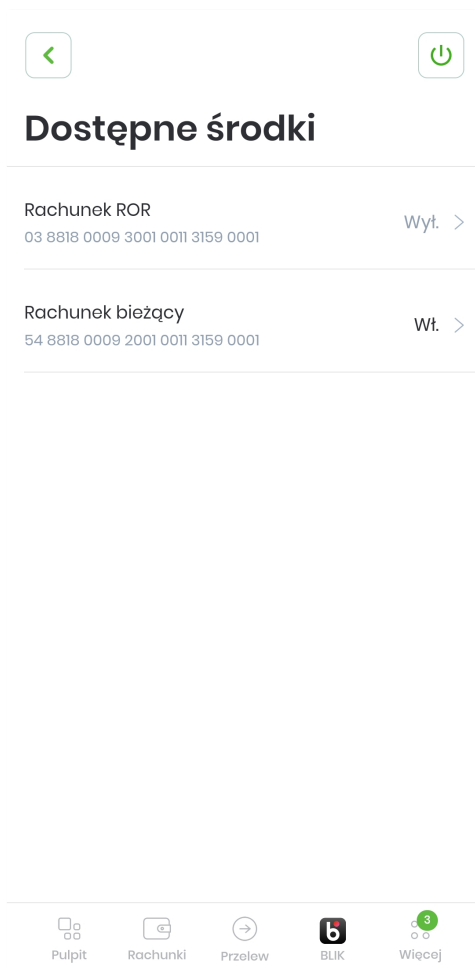 Dostępne środki
Rachunek ROR
03 8818 0009 3001 0011 3159 0001
Wył.
Rachunek bieżący
54 8818 0009 2001 0011 3159 0001
Wł.
3
Pulpit
Rachunki
Przelew
BLIK
Więcej